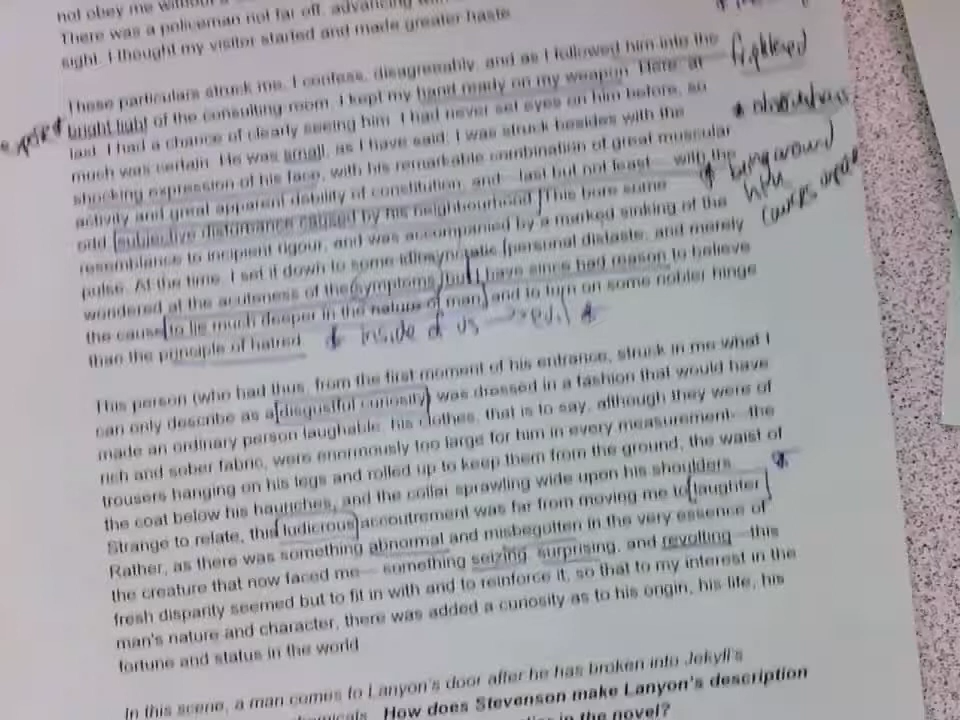 not obey me without a
There was a policeman not far off, advancing with
sight, I thought my visitor started and made greater haste.
These particulars struck me, I confess, disagreeably; and as I followed him into the
frightened
bright light of the consulting-room, I kept my hand ready on my weapon. Here, at
last, I had a chance of clearly seeing him. I had never set eyes on him before, so
much was certain. He was small, as I have said; I was struck besides with the
shocking expression of his face, with his remarkable combination of great muscular
activity and great apparent debility of constitution, and last but not least with the
being around
him
causes
odd, subjective disturbance caused by his neighbourhood. This bore some
resemblance to incipient rigour, and was accompanied by a marked sinking of the
pulse. At the time, I set it down to some idiosyncratic, personal distaste, and merely
wondered at the acuteness of the symptoms; but I have since had reason to believe
the cause to lie much deeper in the nature of man, and to turn on some nobler hinge
than the principle of hatred.
inside of us → evil
This person (who had thus, from the first moment of his entrance, struck in me what I
can only describe as a disgustful curiosity) was dressed in a fashion that would have
made an ordinary person laughable; his clothes, that is to say, although they were of
rich and sober fabric, were enormously too large for him in every measurement the
trousers hanging on his legs and rolled up to keep them from the ground, the waist of
the coat below his haunches, and the collar sprawling wide upon his shoulders.
Strange to relate, this ludicrous accoutrement was far from moving me to laughter.
Rather, as there was something abnormal and misbegotten in the very essence of
the creature that now faced me something seizing, surprising, and revolting this
fresh disparity seemed but to fit in with and to reinforce it; so that to my interest in the
man's nature and character, there was added a curiosity as to his origin, his life, his
fortune and status in the world.
In this scene, a man comes to Lanyon's door after he has broken into Jekyll's
chemicals. How does Stevenson make Lanyon's description
in the novel?